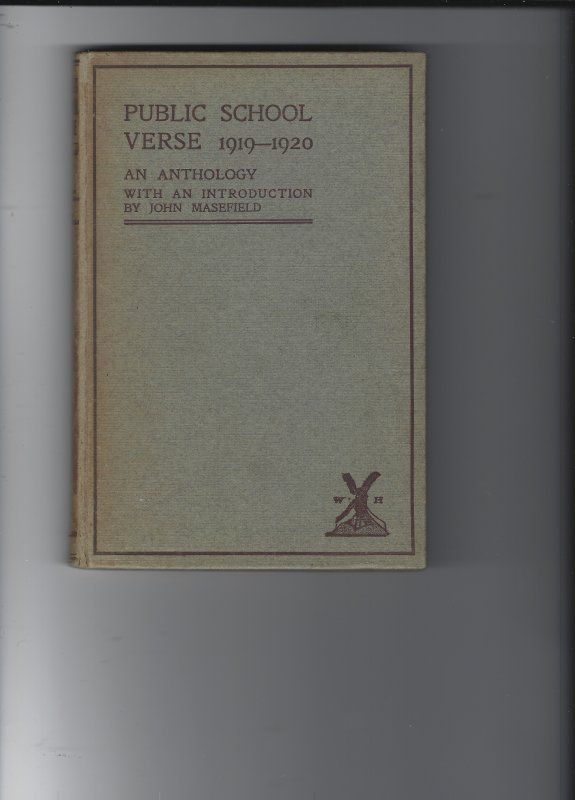 PUBLIC SCHOOL
VERSE 1919—1920
AN ANTHOLOGY
WITH AN INTRODUCTION
BY JOHN MASEFIELD
W H